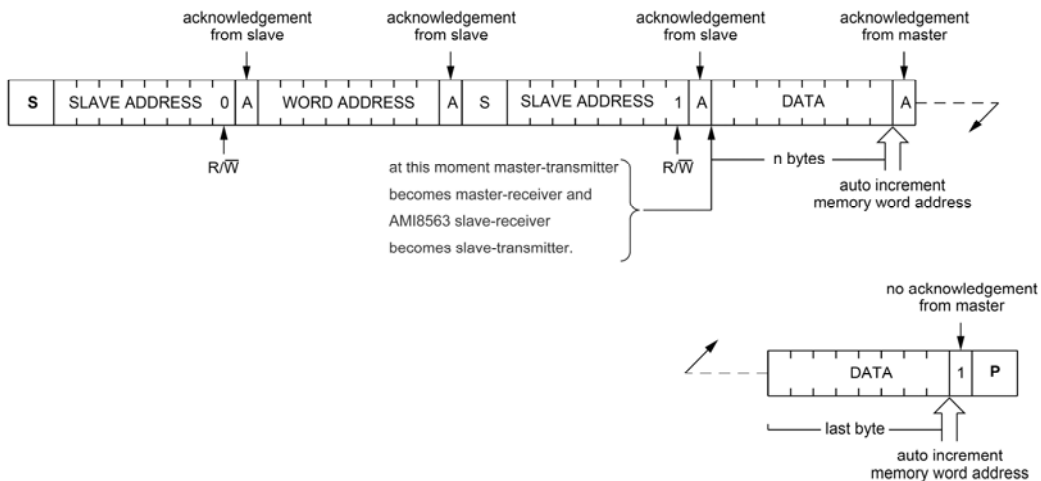 acknowledgement
from slave
acknowledgement
from slave
acknowledgement
from slave
acknowledgement
from master
S SLAVE ADDRESS 0 A WORD ADDRESS A S SLAVE ADDRESS 1 A DATA A
R/W̅
R/W̅
n bytes
at this moment master-transmitter
becomes master-receiver and
AMI8563 slave-receiver
becomes slave-transmitter.
auto increment
memory word address
no acknowledgement
from master
DATA 1 P
last byte
auto increment
memory word address